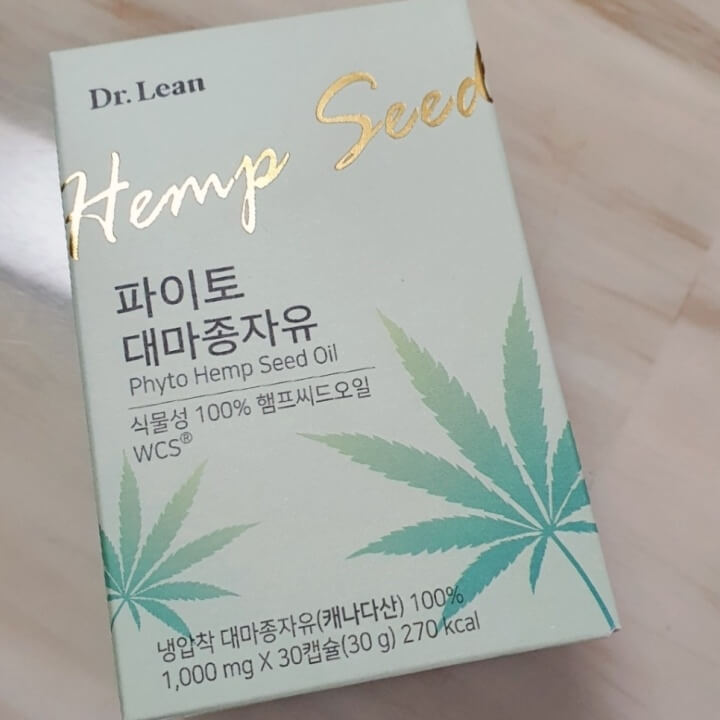 Dr. Lean
Hemp Seed
파이토
대마종자유
Phyto Hemp Seed Oil
식물성 100% 햄프씨드오일
WCS®
냉압착 대마종자유(캐나다산) 100%
1,000 mg X 30캡슐(30 g) 270 kcal